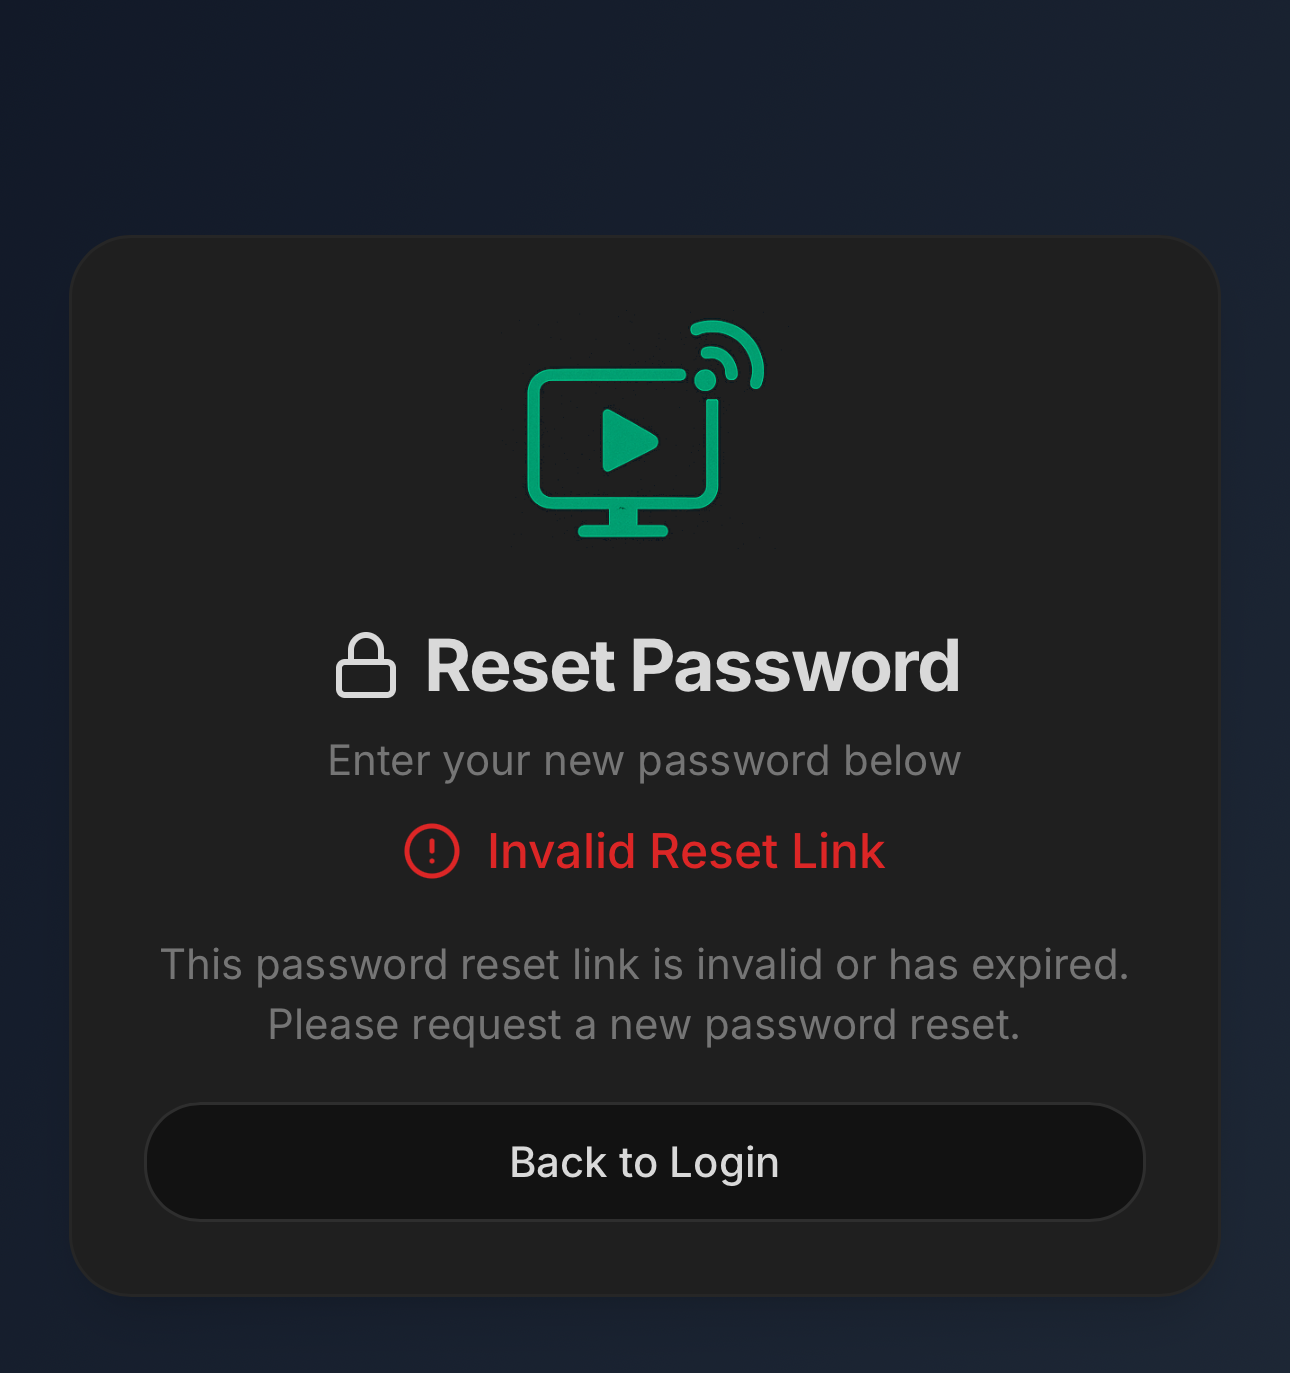 Reset Password
Enter your new password below
Invalid Reset Link
This password reset link is invalid or has expired.
Please request a new password reset.
Back to Login